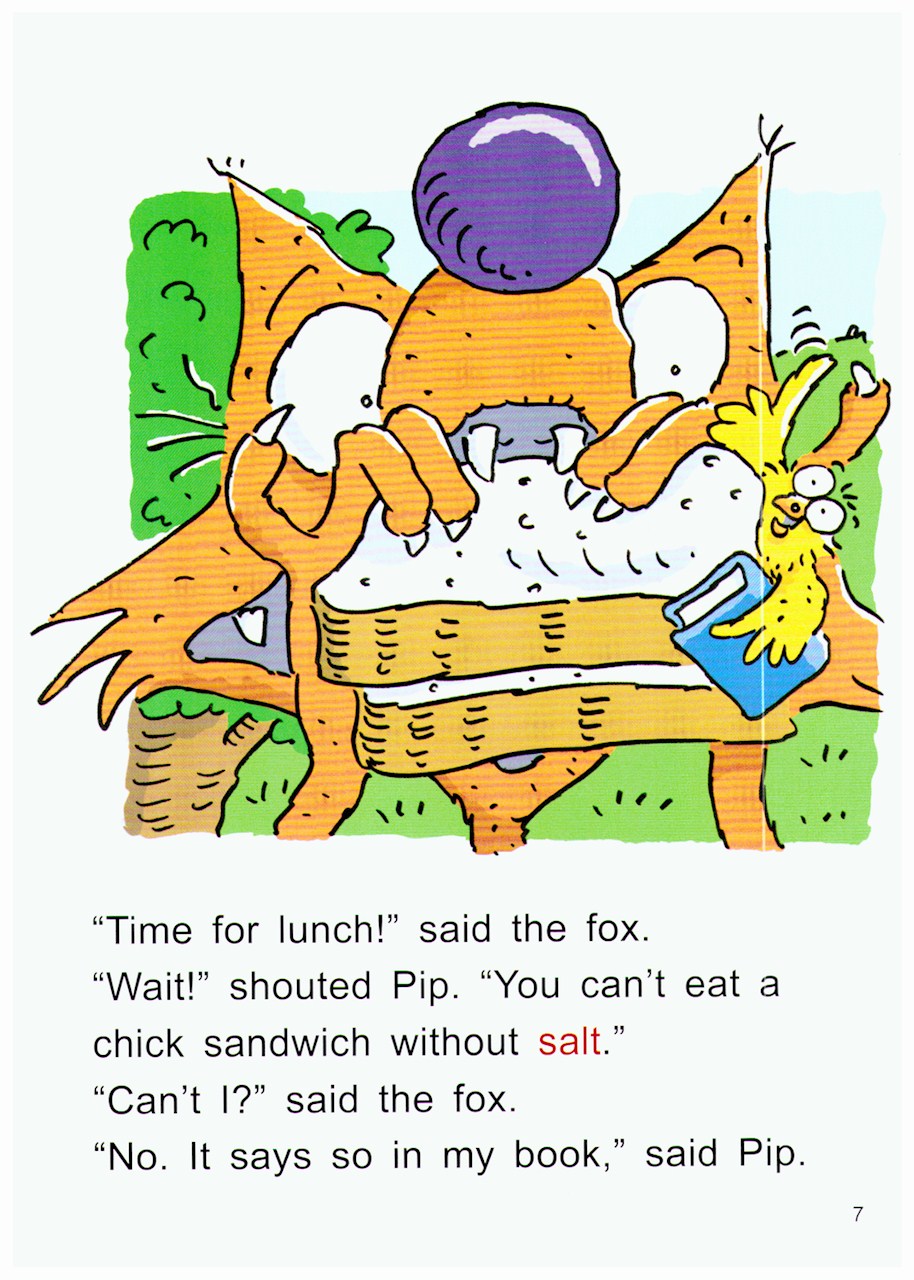 “Time for lunch!” said the fox.
“Wait!” shouted Pip. “You can’t eat a
chick sandwich without salt.”
“Can’t I?” said the fox.
“No. It says so in my book,” said Pip.
7